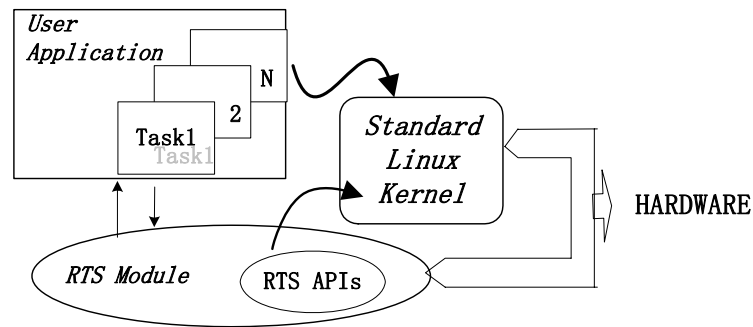 User
Application
N
2
Task1
Task1
Standard
Linux
Kernel
HARDWARE
RTS Module
RTS APIs